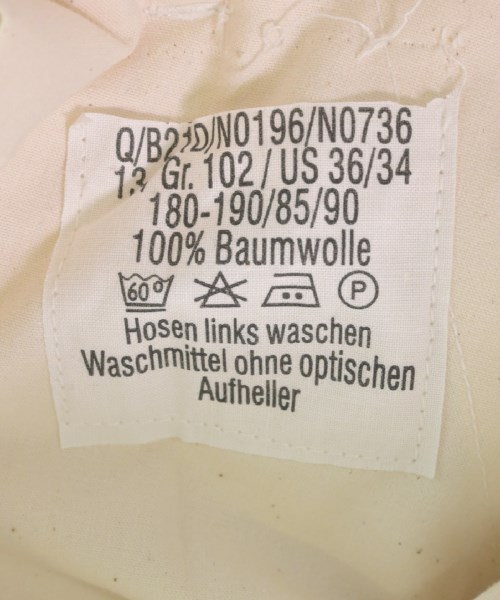 Q/B21D/N0196/N0736
Gr. 102 / US 36/34
180-190/85/90
100% Baumwolle
60° P
Hosen links waschen
Waschmittel ohne optischen
Aufheller